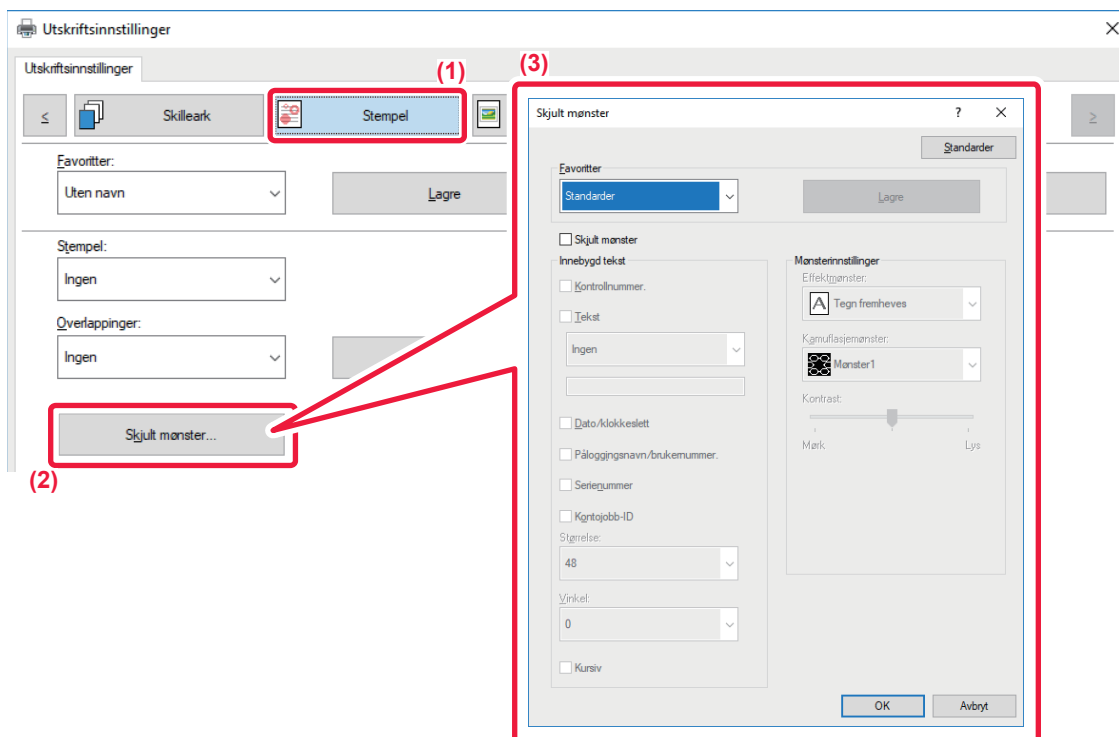 Utskriftsinnstillinger
Utskriftsinnstillinger
(1)
(3)
<
Skilleark
Stempel
>
Favoritter:
Uten navn
Lagre
Stempel:
Ingen
Overlappinger:
Ingen
Skjult mønster...
(2)
Skjult mønster
?
Standarder
Favoritter
Standarder
Lagre
Skjult mønster
Innebygd tekst
Kontrollnummer.
Tekst
Ingen
Dato/klokkeslett
Påloggingsnavn/brukernummer.
Serienummer
Kontojobb-ID
Størrelse:
48
Vinkel:
0
Kursiv
Mønsterinnstillinger
Effektmønster:
A Tegn fremheves
Kamuflasjemønster:
Mønster1
Kontrast:
Mørk
Lys
OK
Avbryt